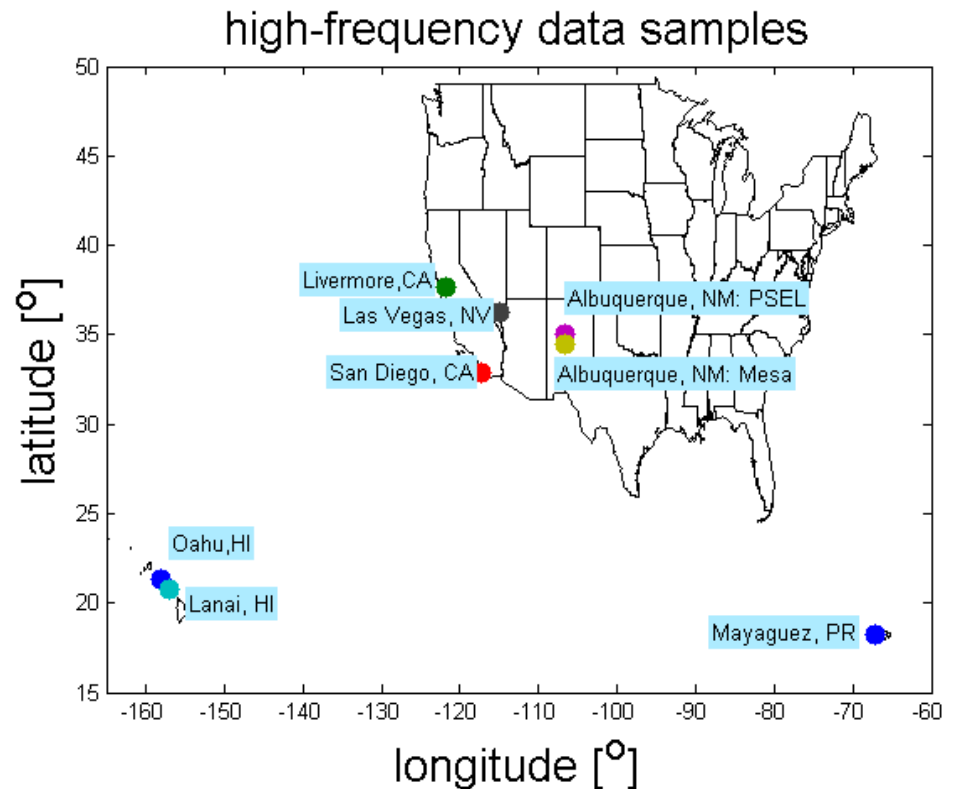 high-frequency data samples
50
45
40
35
30
25
20
15
latitude [º]
Livermore,CA
Las Vegas, NV
San Diego, CA
Albuquerque, NM: PSEL
Albuquerque, NM: Mesa
Oahu,HI
Lanai, HI
Mayaguez, PR
-160 -150 -140 -130 -120 -110 -100 -90 -80 -70 -60
longitude [º]